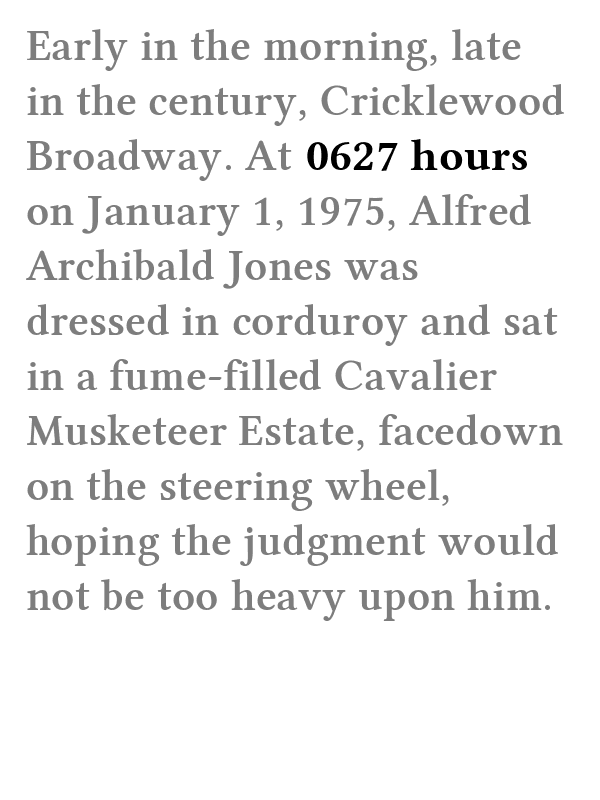 Early in the morning, late
in the century, Cricklewood
Broadway. At 0627 hours
on January 1, 1975, Alfred
Archibald Jones was
dressed in corduroy and sat
in a fume-filled Cavalier
Musketeer Estate, facedown
on the steering wheel,
hoping the judgment would
not be too heavy upon him.